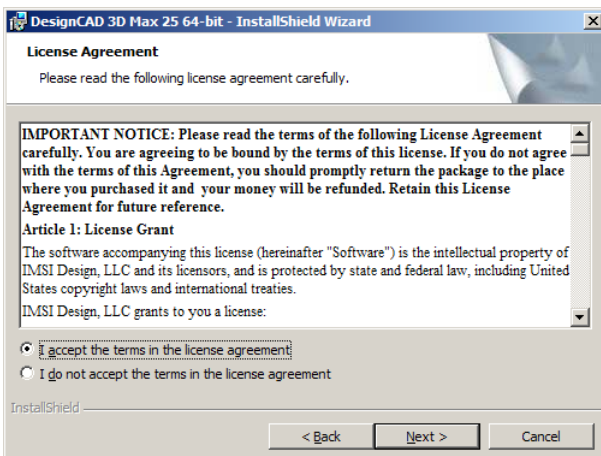 DesignCAD 3D Max 25 64-bit - InstallShield Wizard
License Agreement
Please read the following license agreement carefully.
IMPORTANT NOTICE: Please read the terms of the following License Agreement
carefully. You are agreeing to be bound by the terms of this license. If you do not agree
with the terms of this Agreement, you should promptly return the package to the place
where you purchased it and your money will be refunded. Retain this License
Agreement for future reference.
Article 1: License Grant
The software accompanying this license (hereinafter "Software") is the intellectual property of
IMSI Design, LLC and its licensors, and is protected by state and federal law, including United
States copyright laws and international treaties.
IMSI Design, LLC grants to you a license:
I accept the terms in the license agreement
I do not accept the terms in the license agreement
InstallShield
< Back Next > Cancel